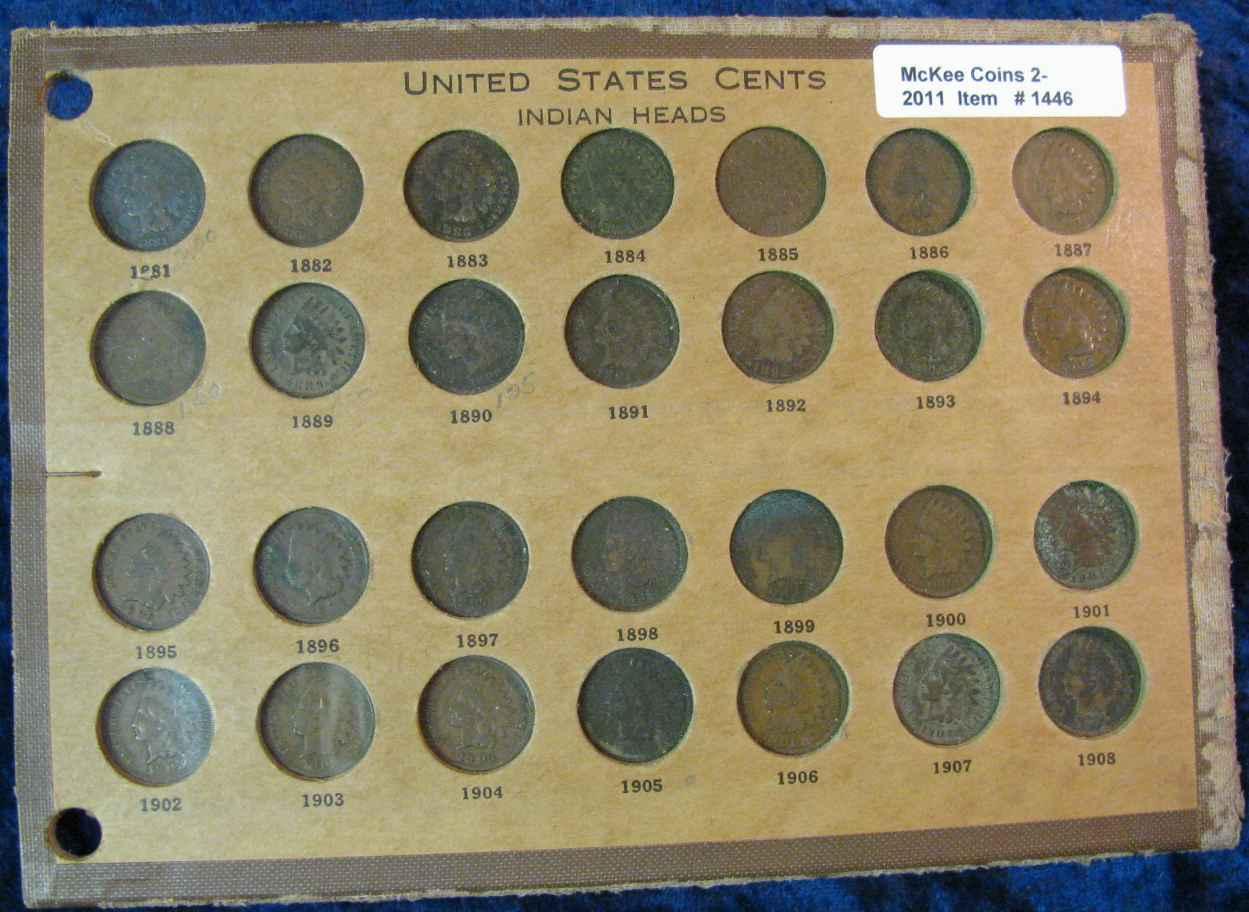 UNITED STATES CENTS
INDIAN HEADS
McKee Coins 2-
2011 Item # 1446
1881 1882 1883 1884 1885 1886 1887
1888 1889 1890 1891 1892 1893 1894
195
1895 1896 1897 1898 1899 1900 1901
1902 1903 1904 1905 1906 1907 1908